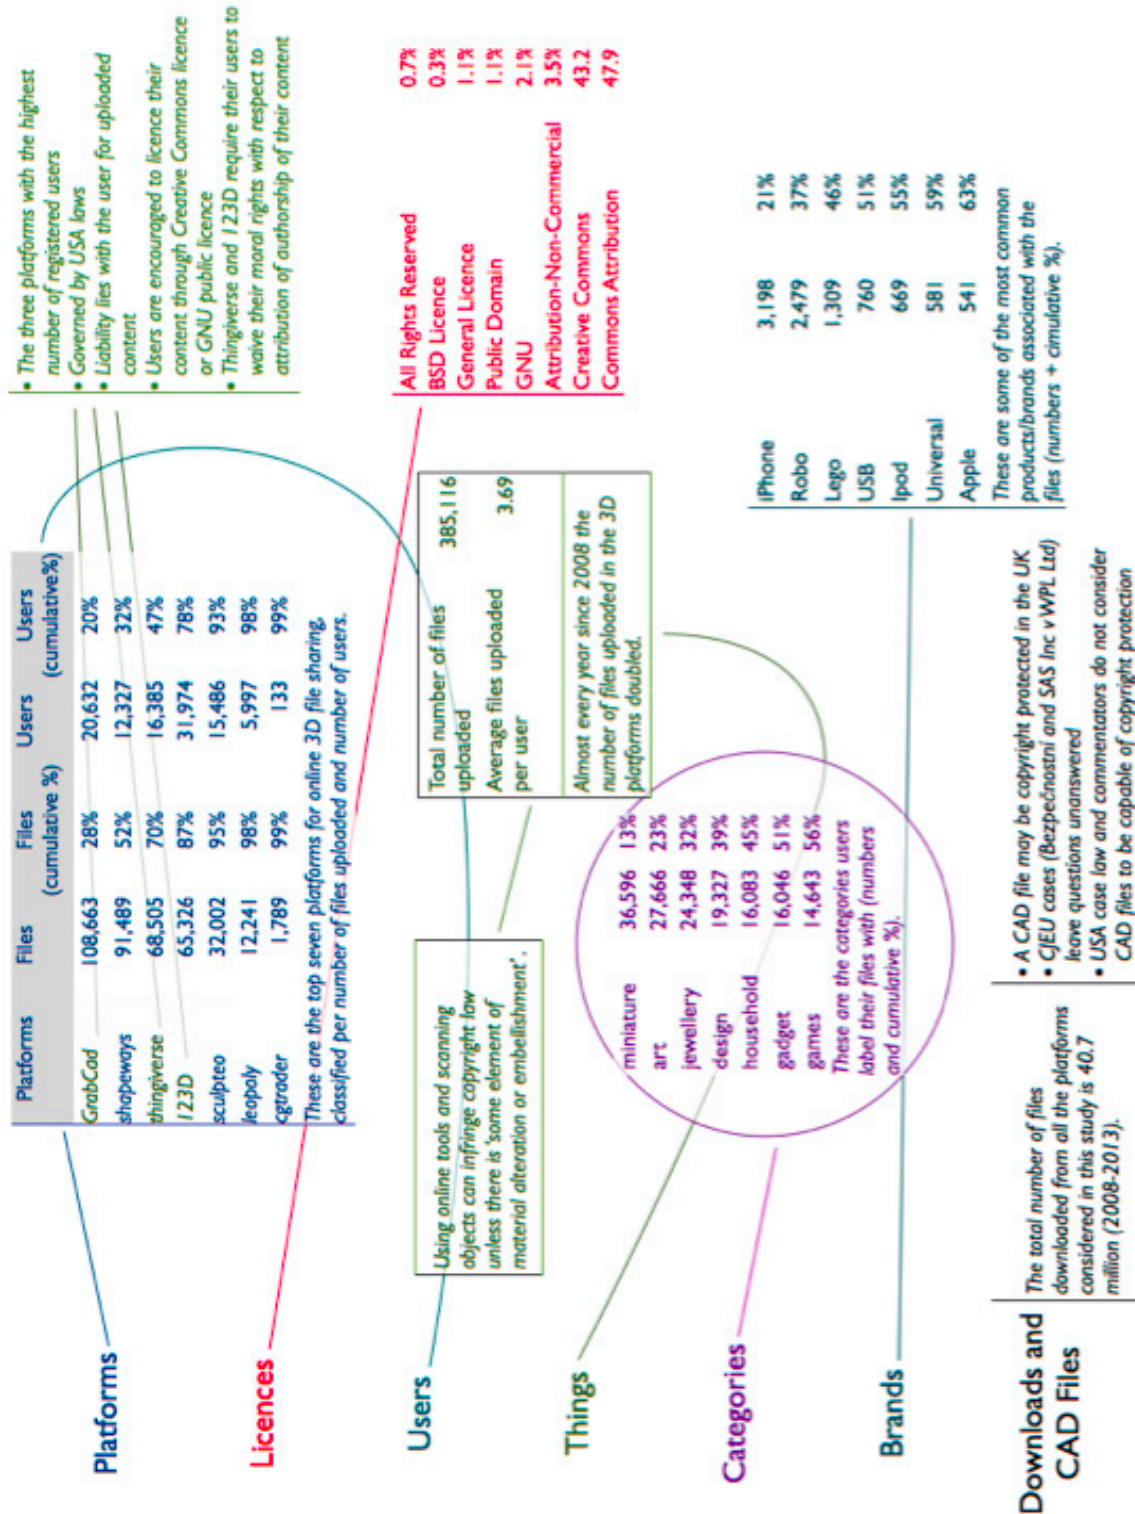 Platforms
Platforms Files Files (cumulative %) Users Users (cumulative%)
GrabCad 108,663 28% 20,632 20%
shapeways 91,489 52% 12,327 32%
thingiverse 68,505 70% 16,385 47%
123D 65,326 87% 31,974 78%
sculpteo 32,002 95% 15,486 93%
leopoly 12,241 98% 5,997 98%
cgtrader 1,789 99% 133 99%
These are the top seven platforms for online 3D file sharing,
classified per number of files uploaded and number of users.
• The three platforms with the highest
number of registered users
• Governed by USA laws
• Liability lies with the user for uploaded
content
• Users are encouraged to licence their
content through Creative Commons licence
or GNU public licence
• Thingiverse and 123D require their users to
waive their moral rights with respect to
attribution of authorship of their content
Licences
All Rights Reserved 0.7%
BSD Licence 0.3%
General Licence 1.1%
Public Domain 1.1%
GNU 2.1%
Attribution-Non-Commercial 3.5%
Creative Commons 43.2
Commons Attribution 47.9
Users
Using online tools and scanning
objects can infringe copyright law
unless there is 'some element of
material alteration or embellishment'.
Total number of files
uploaded 385,116
Average files uploaded
per user 3.69
Almost every year since 2008 the
number of files uploaded in the 3D
platforms doubled.
Things
Categories
miniature 36,596 13%
art 27,666 23%
jewellery 24,348 32%
design 19,327 39%
household 16,083 45%
gadget 16,046 51%
games 14,643 56%
These are the categories users
label their files with (numbers
and cumulative %).
Brands
iPhone 3,198 21%
Robo 2,479 37%
Lego 1,309 46%
USB 760 51%
Ipod 669 55%
Universal 581 59%
Apple 541 63%
These are some of the most common
products/brands associated with the
files (numbers + cimulative %).
Downloads and
CAD Files
The total number of files
downloaded from all the platforms
considered in this study is 40.7
million (2008-2013).
• A CAD file may be copyright protected in the UK
• CJEU cases (Bezpečnostni and SAS Inc v WPL Ltd)
leave questions unanswered
• USA case law and commentators do not consider
CAD files to be capable of copyright protection